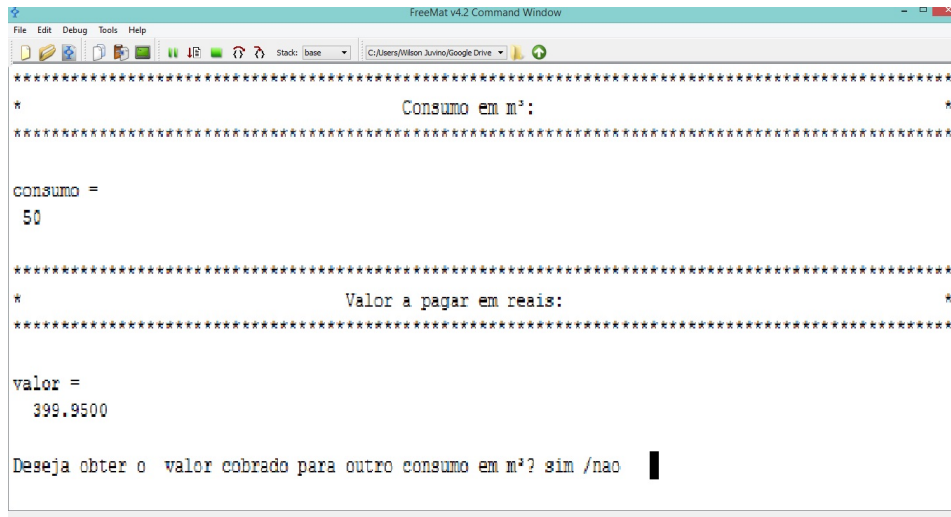 FreeMat v4.2 Command Window
File Edit Debug Tools Help
Stack: base C:/Users/Wilson Juvino/Google Drive
****************************************************************************************************
* Consumo em m³: *
****************************************************************************************************
consumo =
50
****************************************************************************************************
* Valor a pagar em reais: *
****************************************************************************************************
valor =
399.9500
Deseja obter o valor cobrado para outro consumo em m³? sim /nao